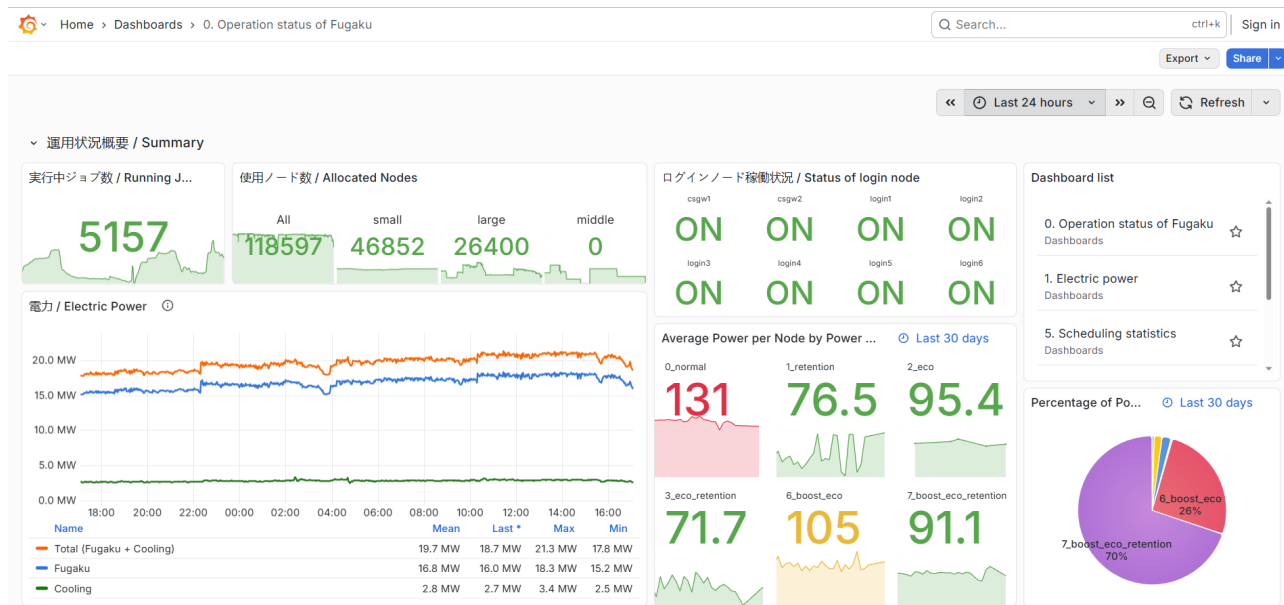 Home › Dashboards › 0. Operation status of Fugaku
Search...
ctrl+k
Sign in
Export
Share
Last 24 hours
Refresh
運用状況概要 / Summary
実行中ジョブ数 / Running J...
5157
使用ノード数 / Allocated Nodes
All
small
large
middle
118597
46852
26400
0
電力 / Electric Power
20.0 MW
15.0 MW
10.0 MW
5.0 MW
0.0 MW
18:00 20:00 22:00 00:00 02:00 04:00 06:00 08:00 10:00 12:00 14:00 16:00
Name Mean Last * Max Min
Total (Fugaku + Cooling) 19.7 MW 18.7 MW 21.3 MW 17.8 MW
Fugaku 16.8 MW 16.0 MW 18.3 MW 15.2 MW
Cooling 2.8 MW 2.7 MW 3.4 MW 2.5 MW
ログインノード稼働状況 / Status of login node
csgw1 csgw2 login1 login2
ON ON ON ON
login3 login4 login5 login6
ON ON ON ON
Average Power per Node by Power ...
Last 30 days
0_normal 1_retention 2_eco
131 76.5 95.4
3_eco_retention 6_boost_eco 7_boost_eco_retention
71.7 105 91.1
Dashboard list
0. Operation status of Fugaku
Dashboards
1. Electric power
Dashboards
5. Scheduling statistics
Dashboards
Percentage of Po...
Last 30 days
6_boost_eco
26%
7_boost_eco_retention
70%